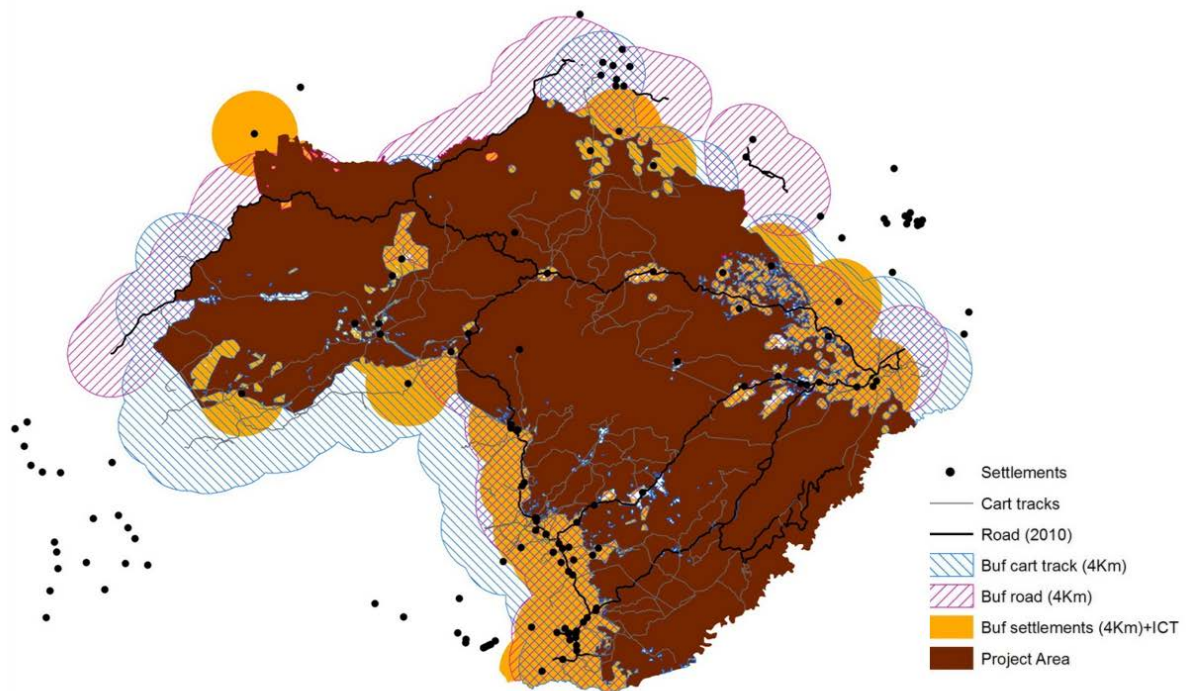 Settlements
Cart tracks
Road (2010)
Buf cart track (4Km)
Buf road (4Km)
Buf settlements (4Km)+ICT
Project Area